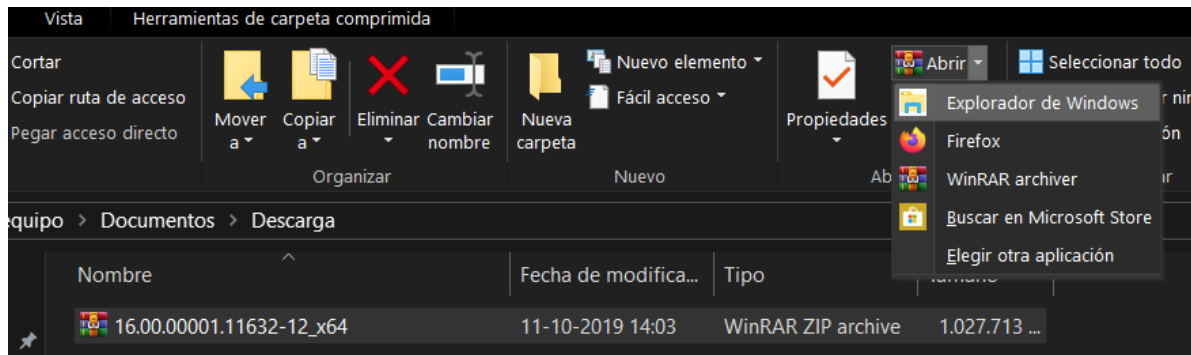 Vista Herramientas de carpeta comprimida
Cortar
Copiar ruta de acceso
Pegar acceso directo
Mover a
Copiar a
Eliminar
Cambiar nombre
Organizar
Nueva carpeta
Nuevo elemento
Fácil acceso
Nuevo
Propiedades
Abrir
Ab
Seleccionar todo
Explorador de Windows
Firefox
WinRAR archiver
Buscar en Microsoft Store
Elegir otra aplicación
equipo > Documentos > Descarga
Nombre Fecha de modifica... Tipo
16.00.00001.11632-12_x64 11-10-2019 14:03 WinRAR ZIP archive 1.027.713 ...